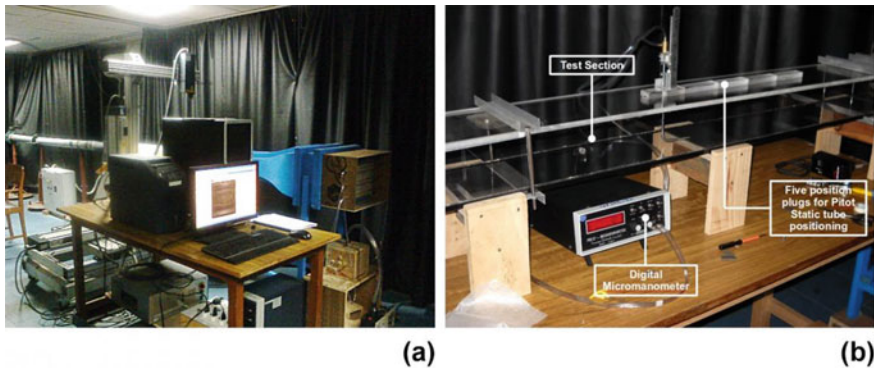 Test Section
Five position
plugs for Pitot
Static tube
positioning
Digital
Micromanometer
(a)
(b)